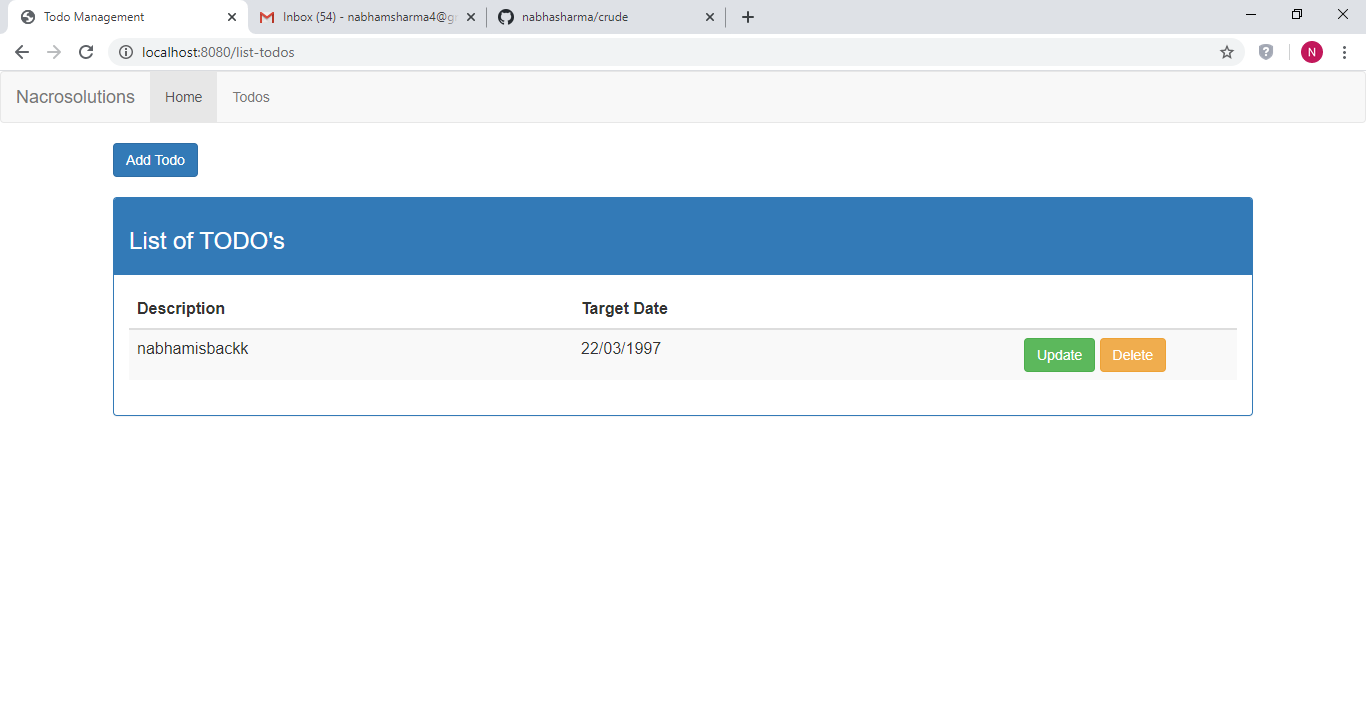 Todo Management
Inbox (54) - nabhamsharma4@g
nabhasharma/crude
localhost:8080/list-todos
N
Nacrosolutions Home Todos
Add Todo
List of TODO's
Description Target Date
nabhamisbackk 22/03/1997 Update Delete